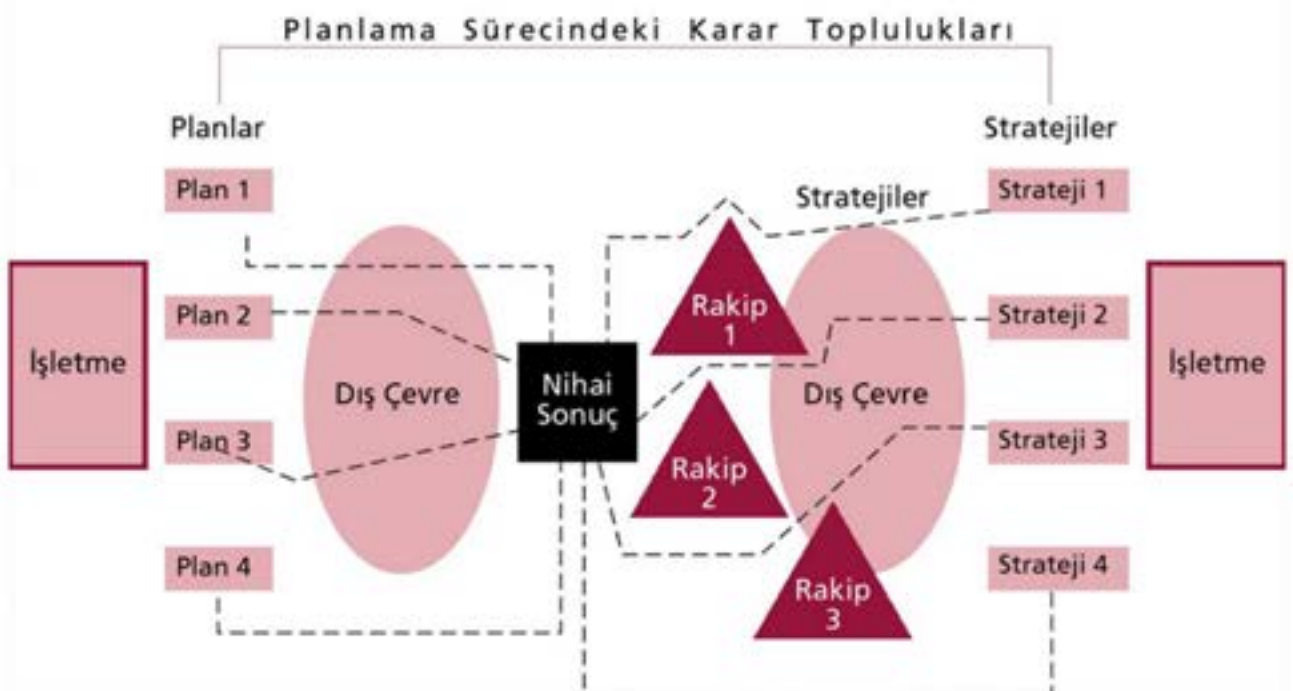 Planlama Sürecindeki Karar Toplulukları
Planlar
Stratejiler
Plan 1
Stratejiler
Strateji 1
Plan 2
Rakip
1
Strateji 2
İşletme
Dış Çevre
Nihai
Sonuç
Dış Çevre
İşletme
Plan 3
Rakip
2
Strateji 3
Plan 4
Rakip
3
Strateji 4